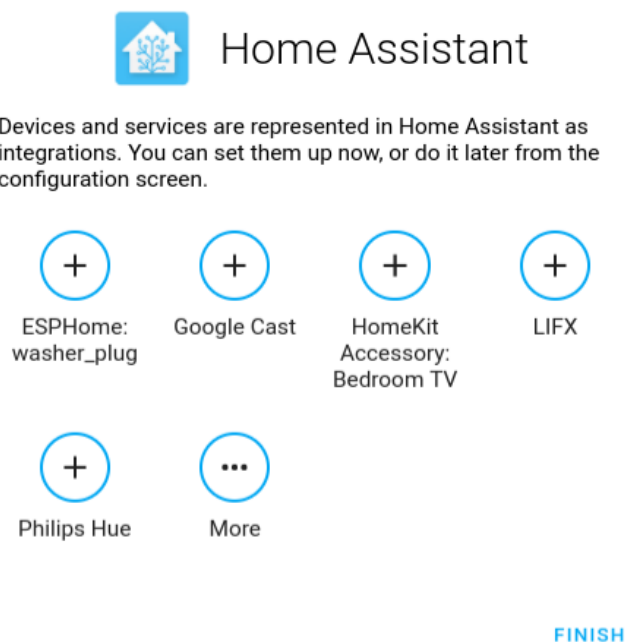 Home Assistant
Devices and services are represented in Home Assistant as
integrations. You can set them up now, or do it later from the
configuration screen.
ESPHome:
washer_plug
Google Cast
HomeKit
Accessory:
Bedroom TV
LIFX
Philips Hue
More
FINISH